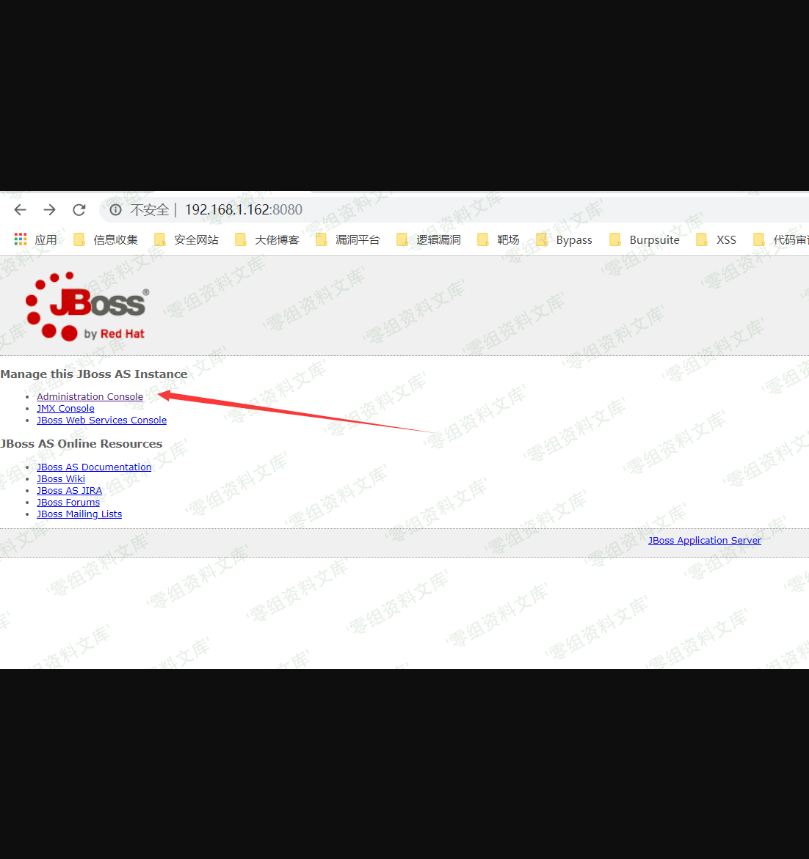 不安全 | 192.168.1.162:8080
应用 信息收集 安全网站 大佬博客 漏洞平台 逻辑漏洞 靶场 Bypass Burpsuite XSS 代码审
JBoss®
by Red Hat
Manage this JBoss AS Instance
Administration Console
JMX Console
JBoss Web Services Console
JBoss AS Online Resources
JBoss AS Documentation
JBoss Wiki
JBoss AS JIRA
JBoss Forums
JBoss Mailing Lists
JBoss Application Server
'零组资料文库'